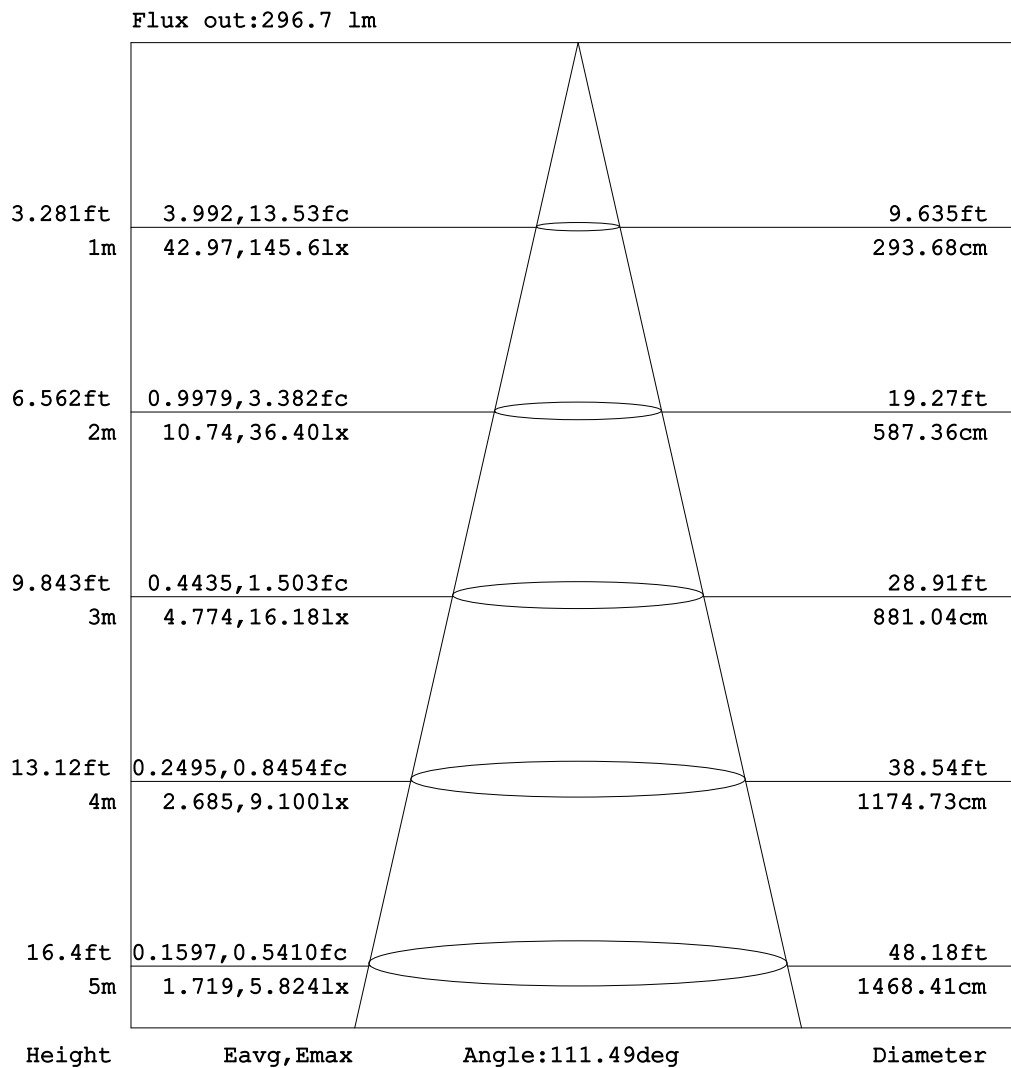 Flux out:296.7 lm
3.281ft 3.992,13.53fc 9.635ft
1m 42.97,145.6lx 293.68cm
6.562ft 0.9979,3.382fc 19.27ft
2m 10.74,36.40lx 587.36cm
9.843ft 0.4435,1.503fc 28.91ft
3m 4.774,16.18lx 881.04cm
13.12ft 0.2495,0.8454fc 38.54ft
4m 2.685,9.100lx 1174.73cm
16.4ft 0.1597,0.5410fc 48.18ft
5m 1.719,5.824lx 1468.41cm
Height Eavg,Emax Angle:111.49deg Diameter